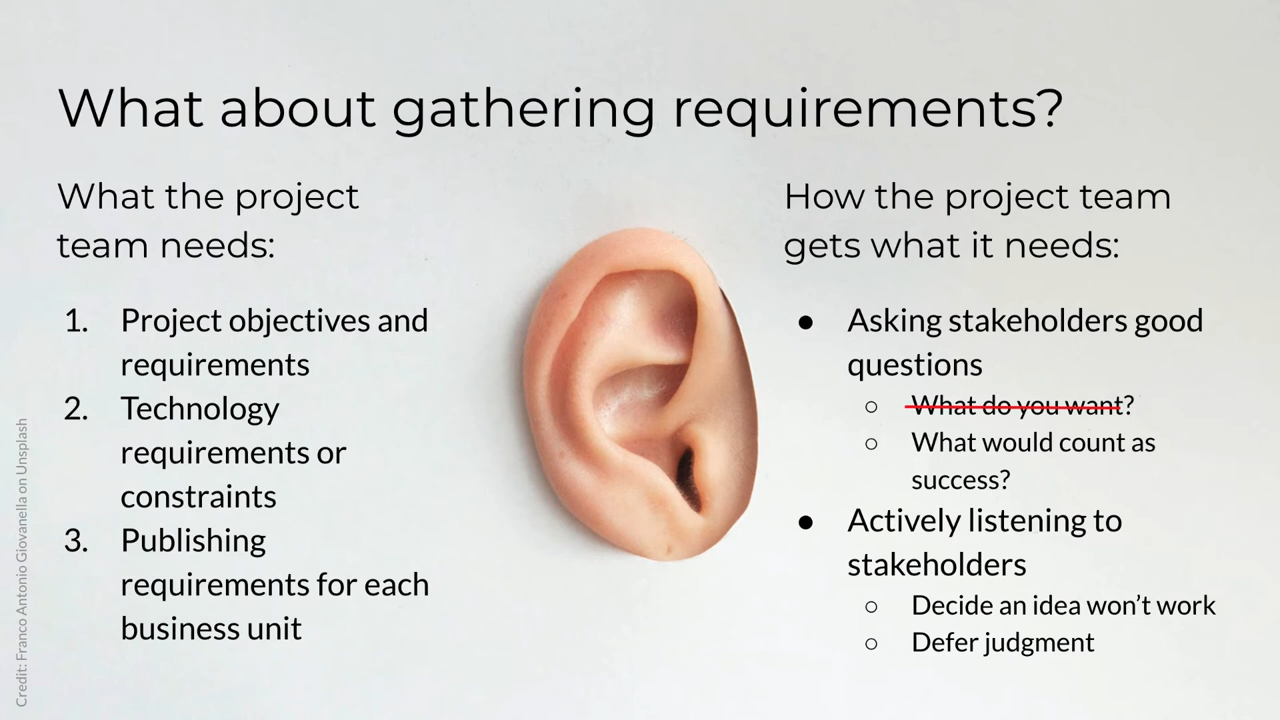 What about gathering requirements?
What the project
team needs:
1. Project objectives and
requirements
2. Technology
requirements or
constraints
3. Publishing
requirements for each
business unit
How the project team
gets what it needs:
● Asking stakeholders good
questions
○ What do you want?
○ What would count as
success?
● Actively listening to
stakeholders
○ Decide an idea won’t work
○ Defer judgment
Credit: Franco Antonio Giovanella on Unsplash